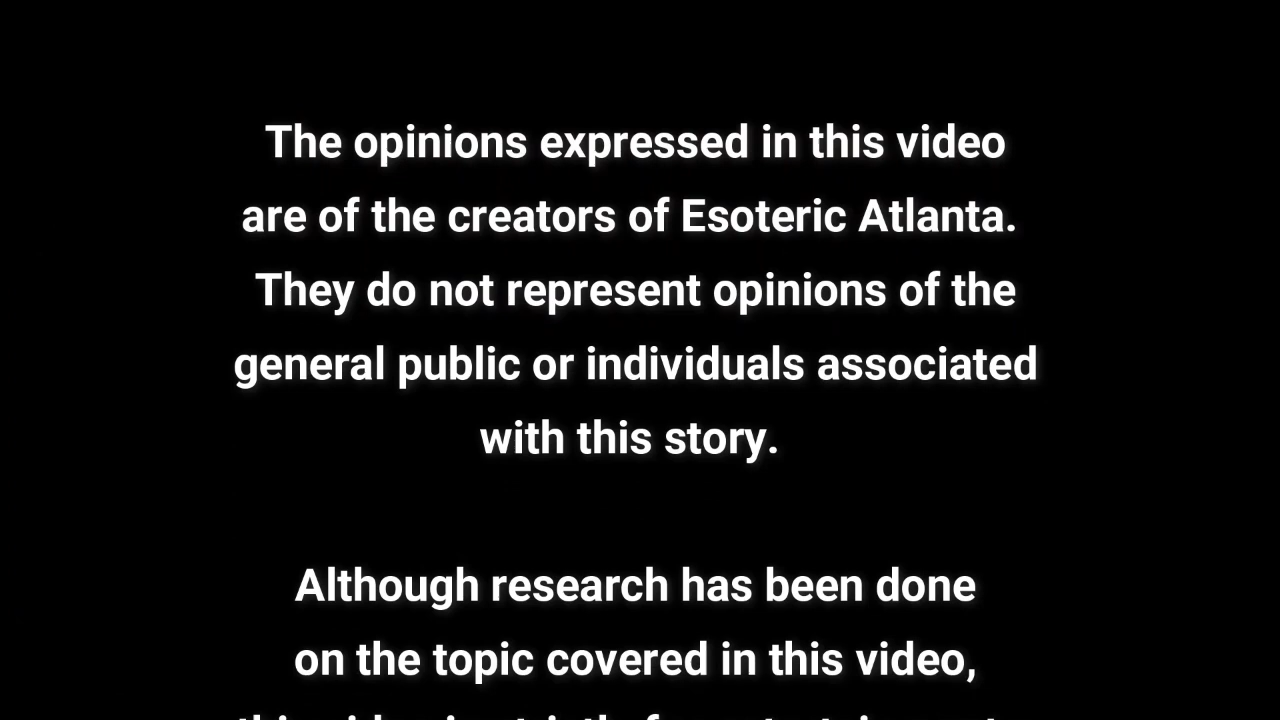 The opinions expressed in this video
are of the creators of Esoteric Atlanta.
They do not represent opinions of the
general public or individuals associated
with this story.
Although research has been done
on the topic covered in this video,